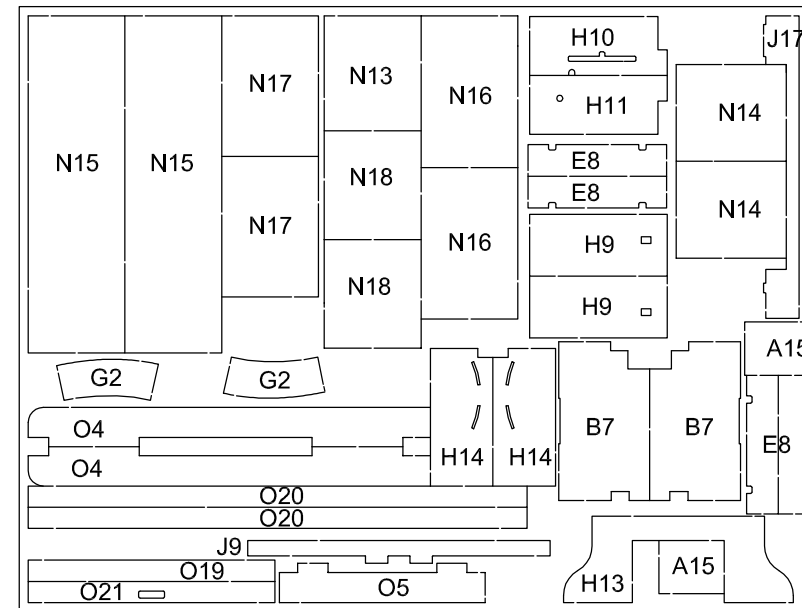 H10
J17
N17
N13
N16
H11
N14
N15
N15
E8
N18
E8
N17
N14
N16
H9
N18
H9
A15
G2
G2
O4
B7
B7
E8
O4
H14
H14
O20
O20
J9
O19
A15
O21
O5
H13